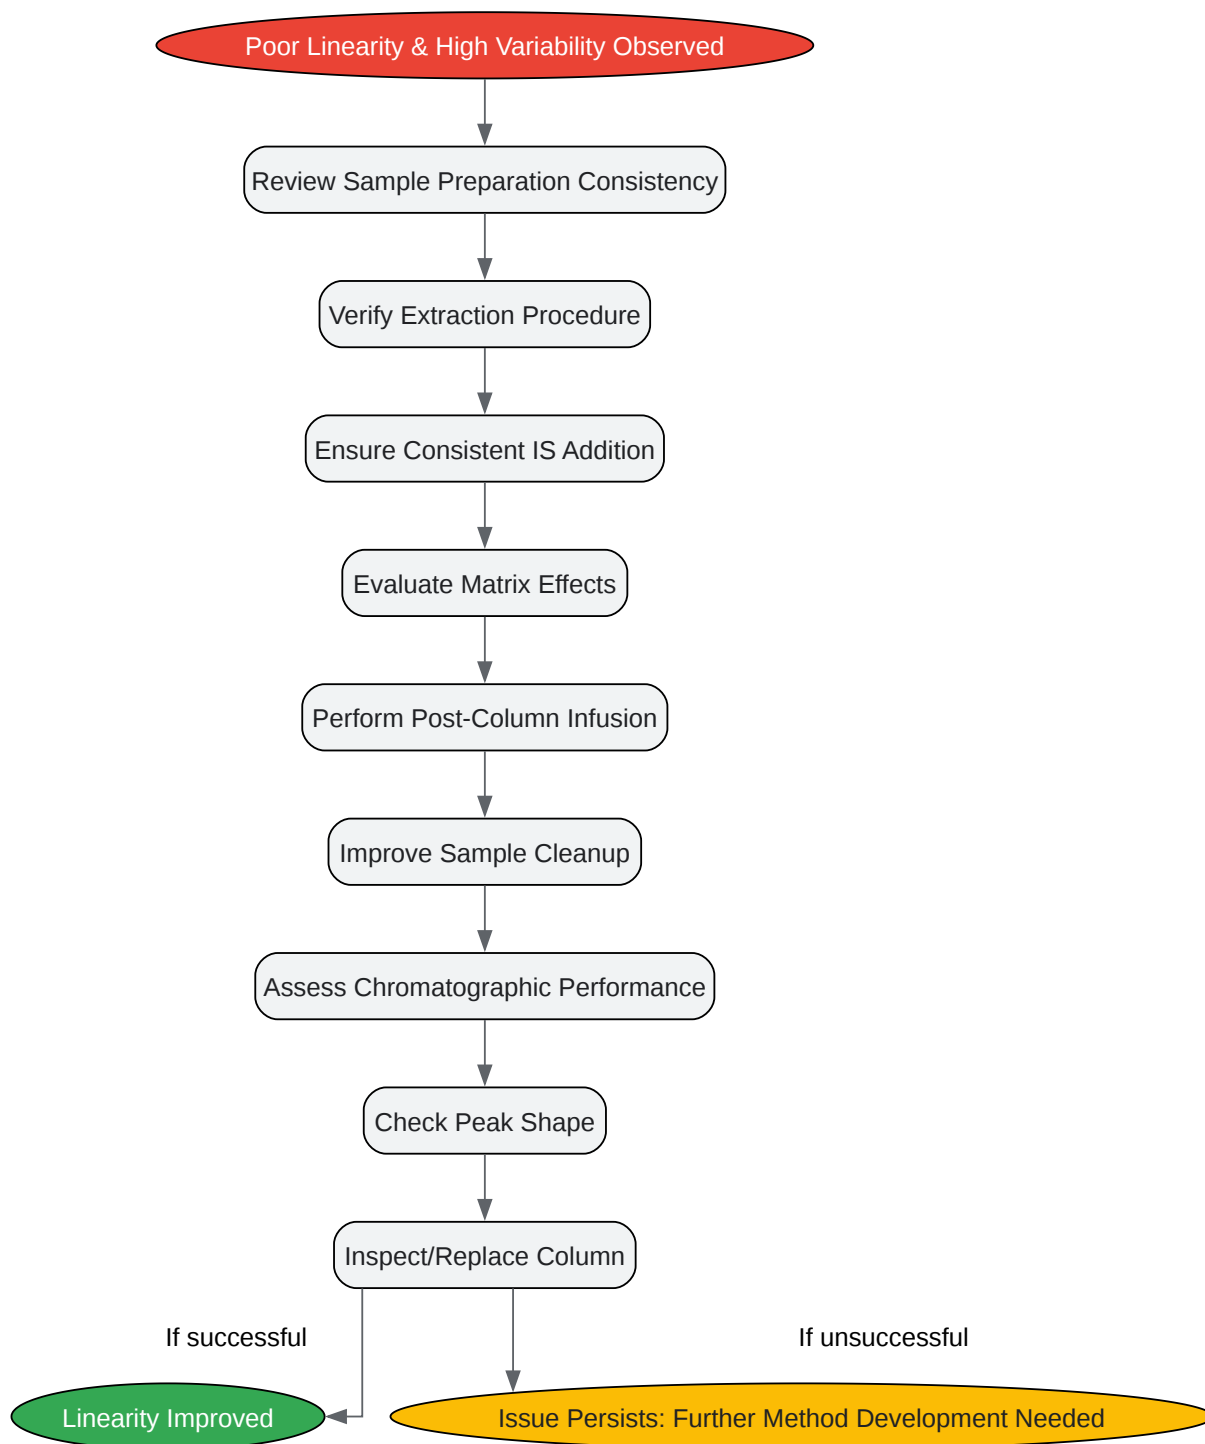 Poor Linearity & High Variability Observed
Review Sample Preparation Consistency
Verify Extraction Procedure
Ensure Consistent IS Addition
Evaluate Matrix Effects
Perform Post-Column Infusion
Improve Sample Cleanup
Assess Chromatographic Performance
Check Peak Shape
Inspect/Replace Column
If successful
If unsuccessful
Linearity Improved
Issue Persists: Further Method Development Needed